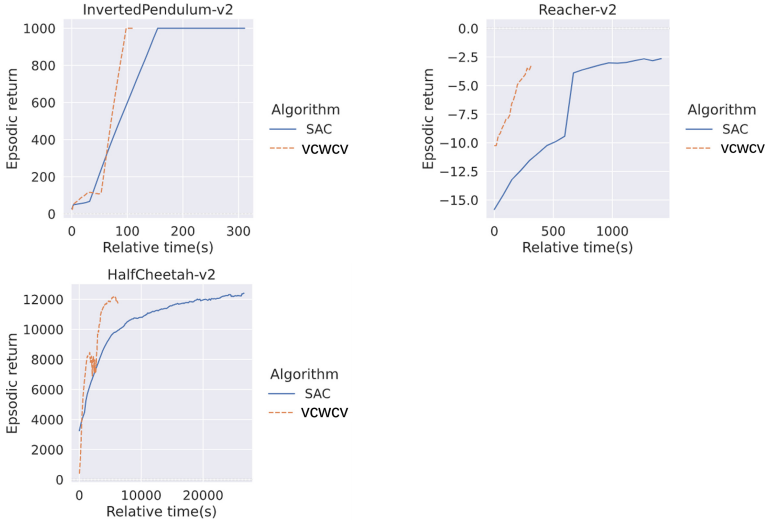 InvertedPendulum-v2
1000
800
600
400
200
0
Epsodic return
0 100 200 300
Relative time(s)
Algorithm
SAC
vcwcv
Reacher-v2
0.0
−2.5
−5.0
−7.5
−10.0
−12.5
−15.0
Epsodic return
0 500 1000
Relative time(s)
Algorithm
SAC
vcwcv
HalfCheetah-v2
12000
10000
8000
6000
4000
2000
0
Epsodic return
0 10000 20000
Relative time(s)
Algorithm
SAC
vcwcv